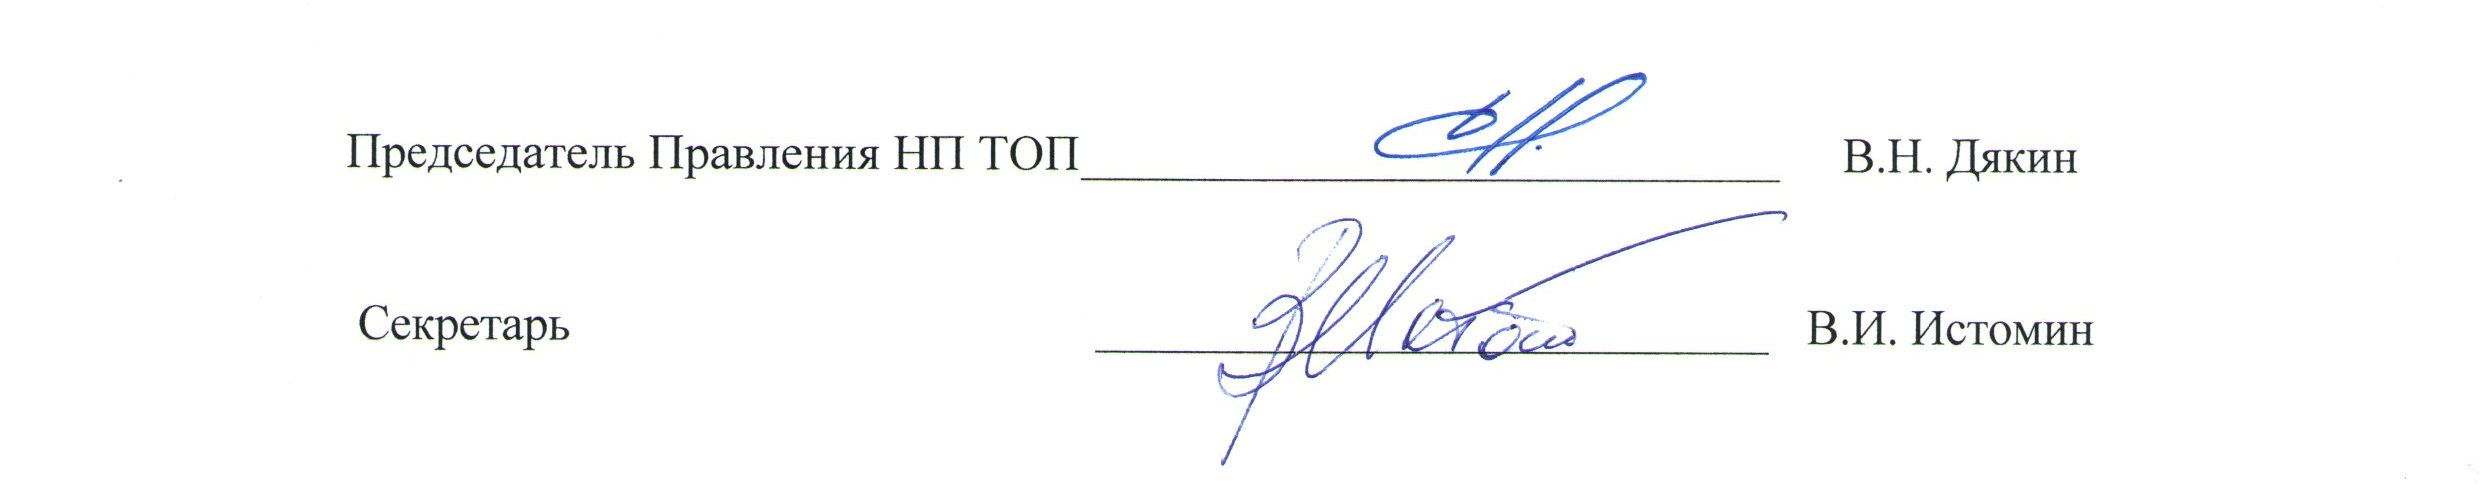 Председатель Правления НП ТОП В.Н. Дякин
Секретарь В.И. Истомин